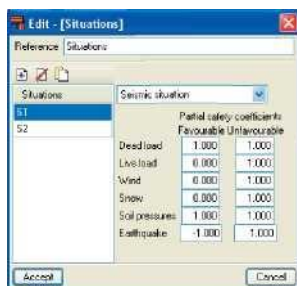 Edit - [Situations]
Reference Situations
Situations
S1
S2
Seismic situation
Partial safety coefficients
Favourable Unfavourable
Dead load 1.000 1.000
Live load 0.000 1.000
Wind 0.000 0.000
Snow 0.000 0.000
Soil pressures 1.000 1.000
Earthquake -1.000 1.000
Accept Cancel